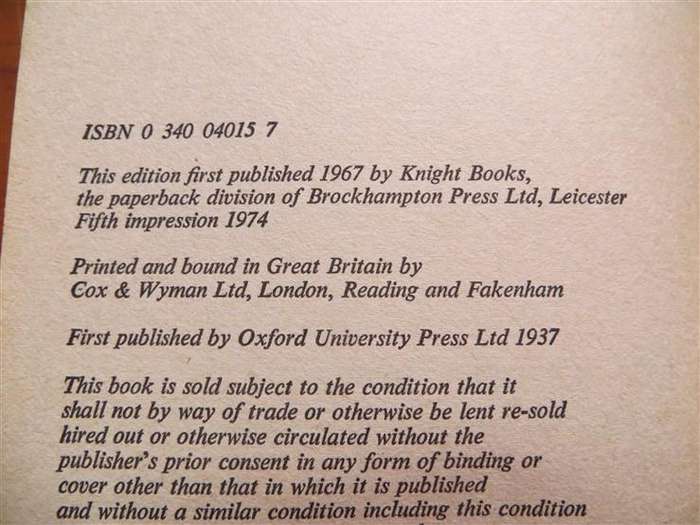 ISBN 0 340 04015 7
This edition first published 1967 by Knight Books,
the paperback division of Brockhampton Press Ltd, Leicester
Fifth impression 1974
Printed and bound in Great Britain by
Cox & Wyman Ltd, London, Reading and Fakenham
First published by Oxford University Press Ltd 1937
This book is sold subject to the condition that it
shall not by way of trade or otherwise be lent re-sold
hired out or otherwise circulated without the
publisher's prior consent in any form of binding or
cover other than that in which it is published
and without a similar condition including this condition